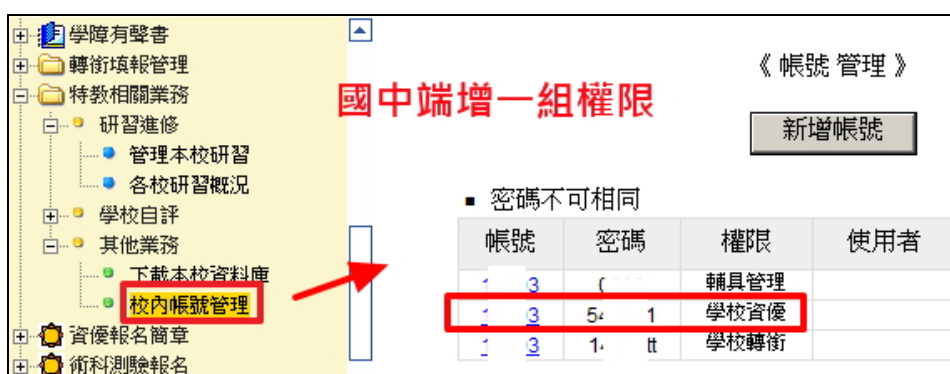 學障有聲書
轉銜填報管理
特教相關業務
研習進修
管理本校研習
各校研習概況
學校自評
其他業務
下載本校資料庫
校內帳號管理
資優報名簡章
術科測驗報名
國中端增一組權限
《 帳號 管理 》
新增帳號
▪ 密碼不可相同
帳號 密碼 權限 使用者
輔具管理
學校資優
學校轉銜